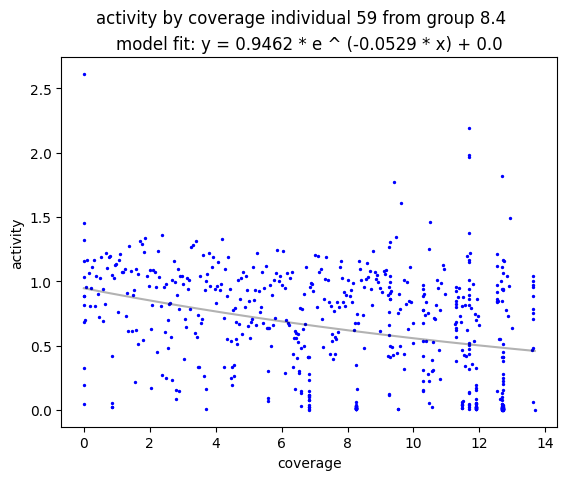 activity by coverage individual 59 from group 8.4
model fit: y = 0.9462 * e ^ (-0.0529 * x) + 0.0
2.5
2.0
1.5
1.0
0.5
0.0
activity
0 2 4 6 8 10 12 14
coverage